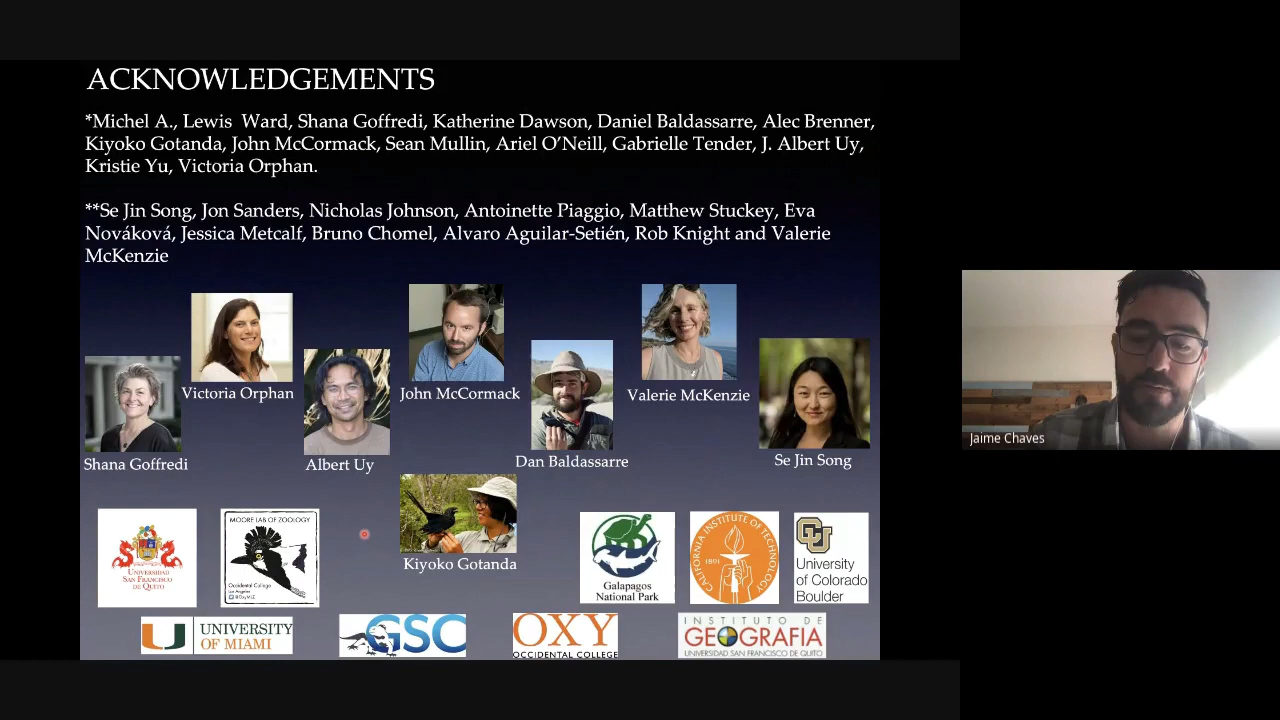 ACKNOWLEDGEMENTS
*Michel A., Lewis  Ward, Shana Goffredi, Katherine Dawson, Daniel Baldassarre, Alec Brenner,
Kiyoko Gotanda, John McCormack, Sean Mullin, Ariel O’Neill, Gabrielle Tender, J. Albert Uy,
Kristie Yu, Victoria Orphan.
**Se Jin Song, Jon Sanders, Nicholas Johnson, Antoinette Piaggio, Matthew Stuckey, Eva
Nováková, Jessica Metcalf, Bruno Chomel, Alvaro Aguilar-Setién, Rob Knight and Valerie
McKenzie
Victoria Orphan
John McCormack
Valerie McKenzie
Shana Goffredi
Albert Uy
Dan Baldassarre
Se Jin Song
Kiyoko Gotanda
Jaime Chaves
UNIVERSIDAD
SAN FRANCISCO
DE QUITO
MOORE LAB OF ZOOLOGY
Occidental College
Los Angeles
@OxyMLZ
Galapagos
National Park
CALIFORNIA INSTITUTE OF TECHNOLOGY
1891
CU
University
of Colorado
Boulder
U
UNIVERSITY
OF MIAMI
GSC
OXY
OCCIDENTAL COLLEGE
INSTITUTO DE
GEOGRAFIA
UNIVERSIDAD SAN FRANCISCO DE QUITO